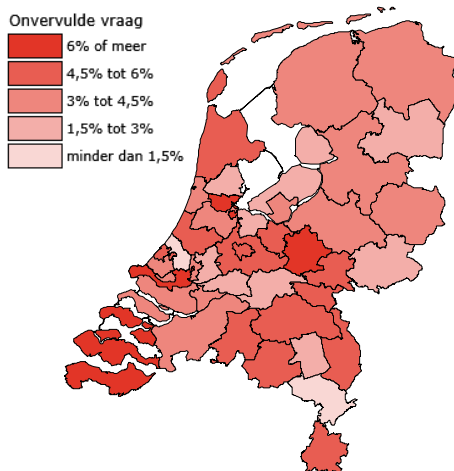 Onvervulde vraag
6% of meer
4,5% tot 6%
3% tot 4,5%
1,5% tot 3%
minder dan 1,5%